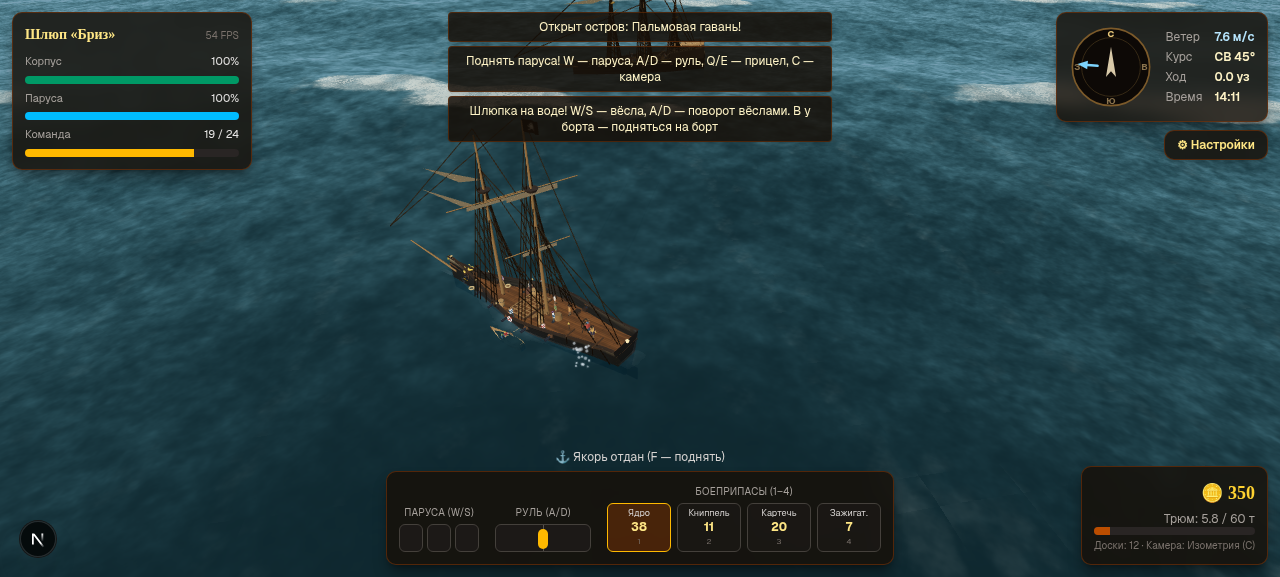 Шлюп «Бриз»
54 FPS
Корпус
100%
Паруса
100%
Команда
19 / 24
Открыт остров: Пальмовая гавань!
Поднять паруса! W — паруса, A/D — руль, Q/E — прицел, C —
камера
Шлюпка на воде! W/S — вёсла, A/D — поворот вёслами. B у
борта — подняться на борт
С
З
В
Ю
Ветер
7.6 м/с
Курс
СВ 45°
Ход
0.0 уз
Время
14:11
⚙ Настройки
⚓ Якорь отдан (F — поднять)
ПАРУСА (W/S)
РУЛЬ (A/D)
БОЕПРИПАСЫ (1–4)
Ядро
38
1
Книппель
11
2
Картечь
20
3
Зажигат.
7
4
350
Трюм: 5.8 / 60 т
Доски: 12 · Камера: Изометрия (C)
N